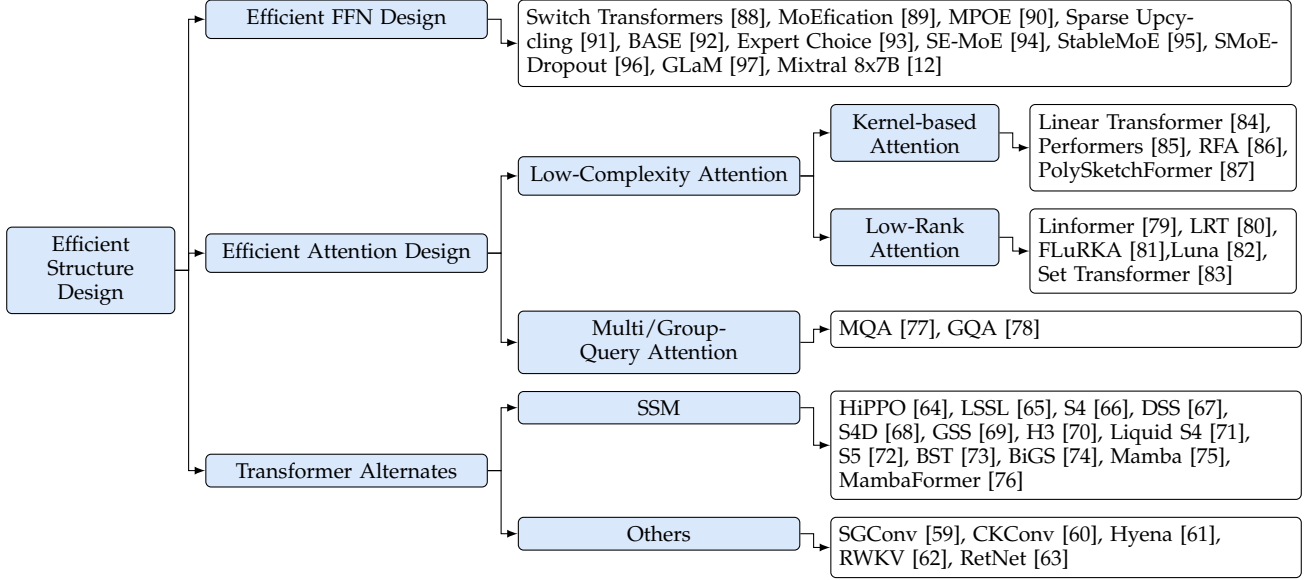 Efficient FFN Design
Switch Transformers [88], MoEfication [89], MPOE [90], Sparse Upcy-
cling [91], BASE [92], Expert Choice [93], SE-MoE [94], StableMoE [95], SMoE-
Dropout [96], GLaM [97], Mixtral 8x7B [12]
Kernel-based
Attention
Linear Transformer [84],
Performers [85], RFA [86],
PolySketchFormer [87]
Low-Complexity Attention
Low-Rank
Attention
Linformer [79], LRT [80],
FLuRKA [81],Luna [82],
Set Transformer [83]
Efficient
Structure
Design
Efficient Attention Design
Multi/Group-
Query Attention
MQA [77], GQA [78]
SSM
HiPPO [64], LSSL [65], S4 [66], DSS [67],
S4D [68], GSS [69], H3 [70], Liquid S4 [71],
S5 [72], BST [73], BiGS [74], Mamba [75],
MambaFormer [76]
Transformer Alternates
Others
SGConv [59], CKConv [60], Hyena [61],
RWKV [62], RetNet [63]